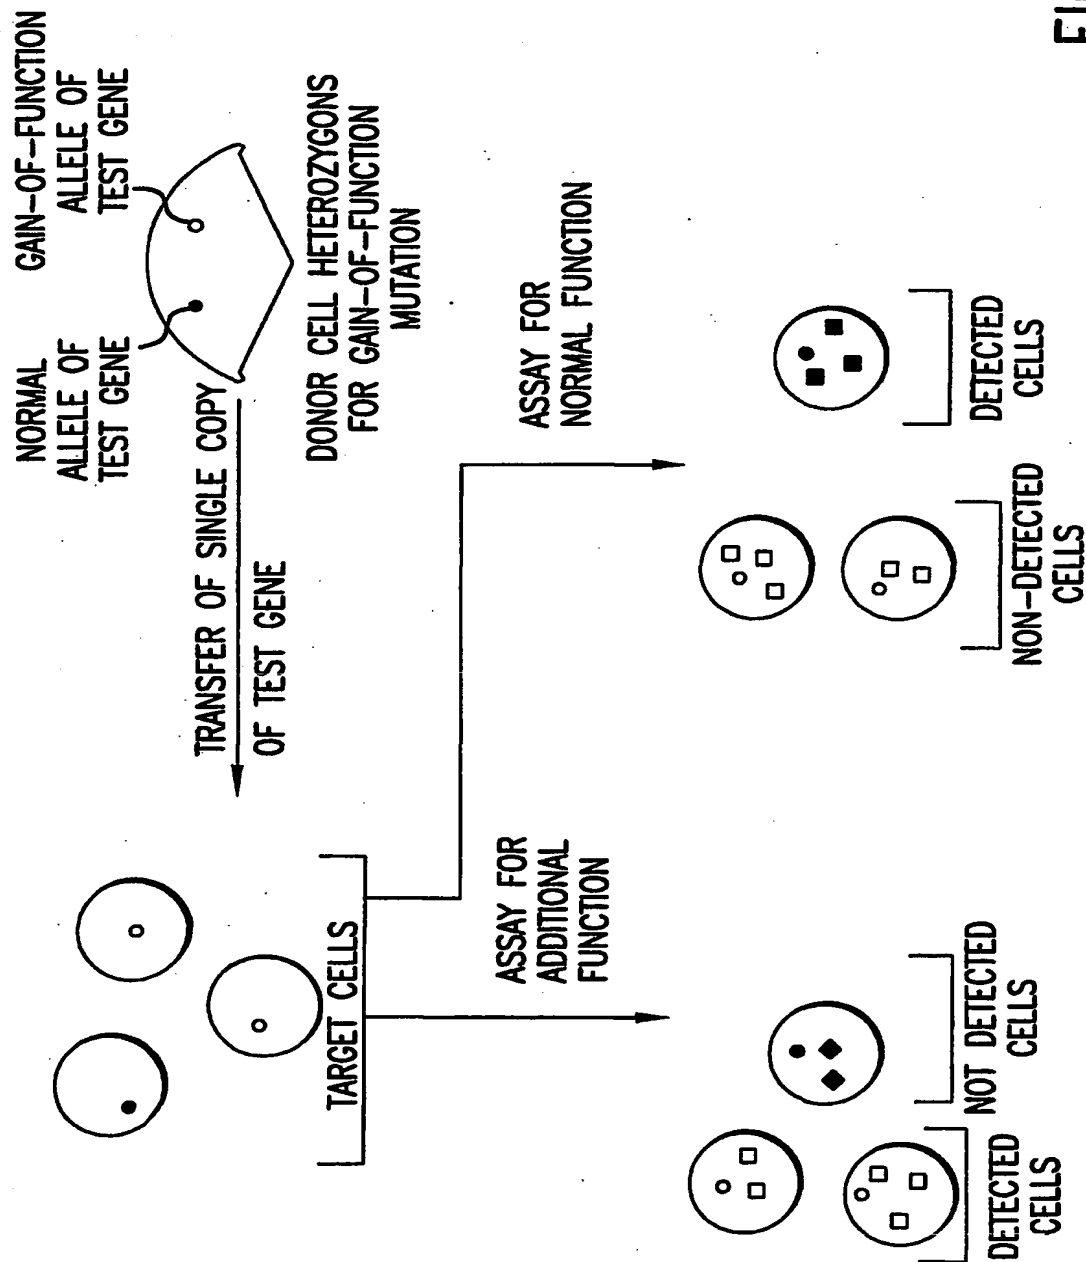 NORMAL
ALLELE OF
TEST GENE
GAIN-OF-FUNCTION
ALLELE OF
TEST GENE
TRANSFER OF SINGLE COPY
OF TEST GENE
DONOR CELL HETEROZYGONS
FOR GAIN-OF-FUNCTION
MUTATION
TARGET CELLS
ASSAY FOR
ADDITIONAL
FUNCTION
ASSAY FOR
NORMAL FUNCTION
DETECTED
CELLS
NOT DETECTED
CELLS
NON-DETECTED
CELLS
DETECTED
CELLS